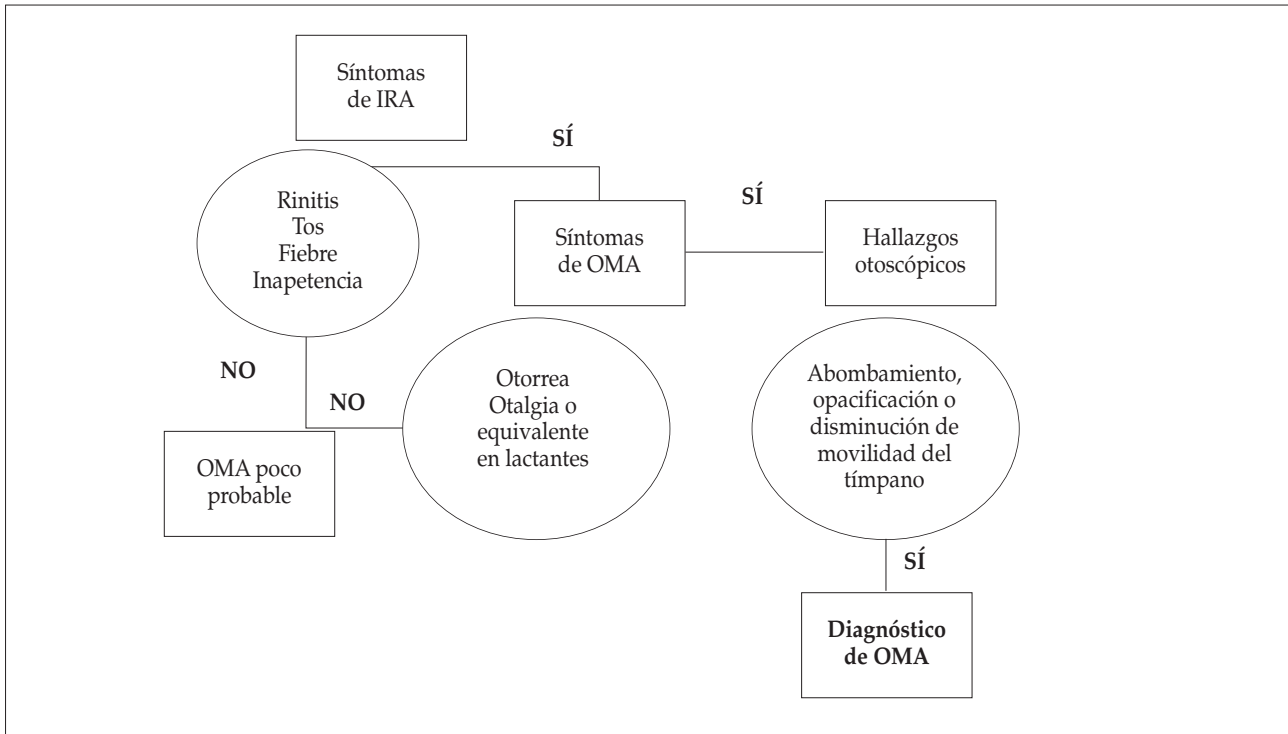 Síntomas
de IRA
SÍ
Rinitis
Tos
Fiebre
Inapetencia
Síntomas
de OMA
SÍ
Hallazgos
otoscópicos
NO
NO
OMA poco
probable
Otorrea
Otalgia o
equivalente
en lactantes
Abombamiento,
opacificación o
disminución de
movilidad del
tímpano
SÍ
Diagnóstico
de OMA